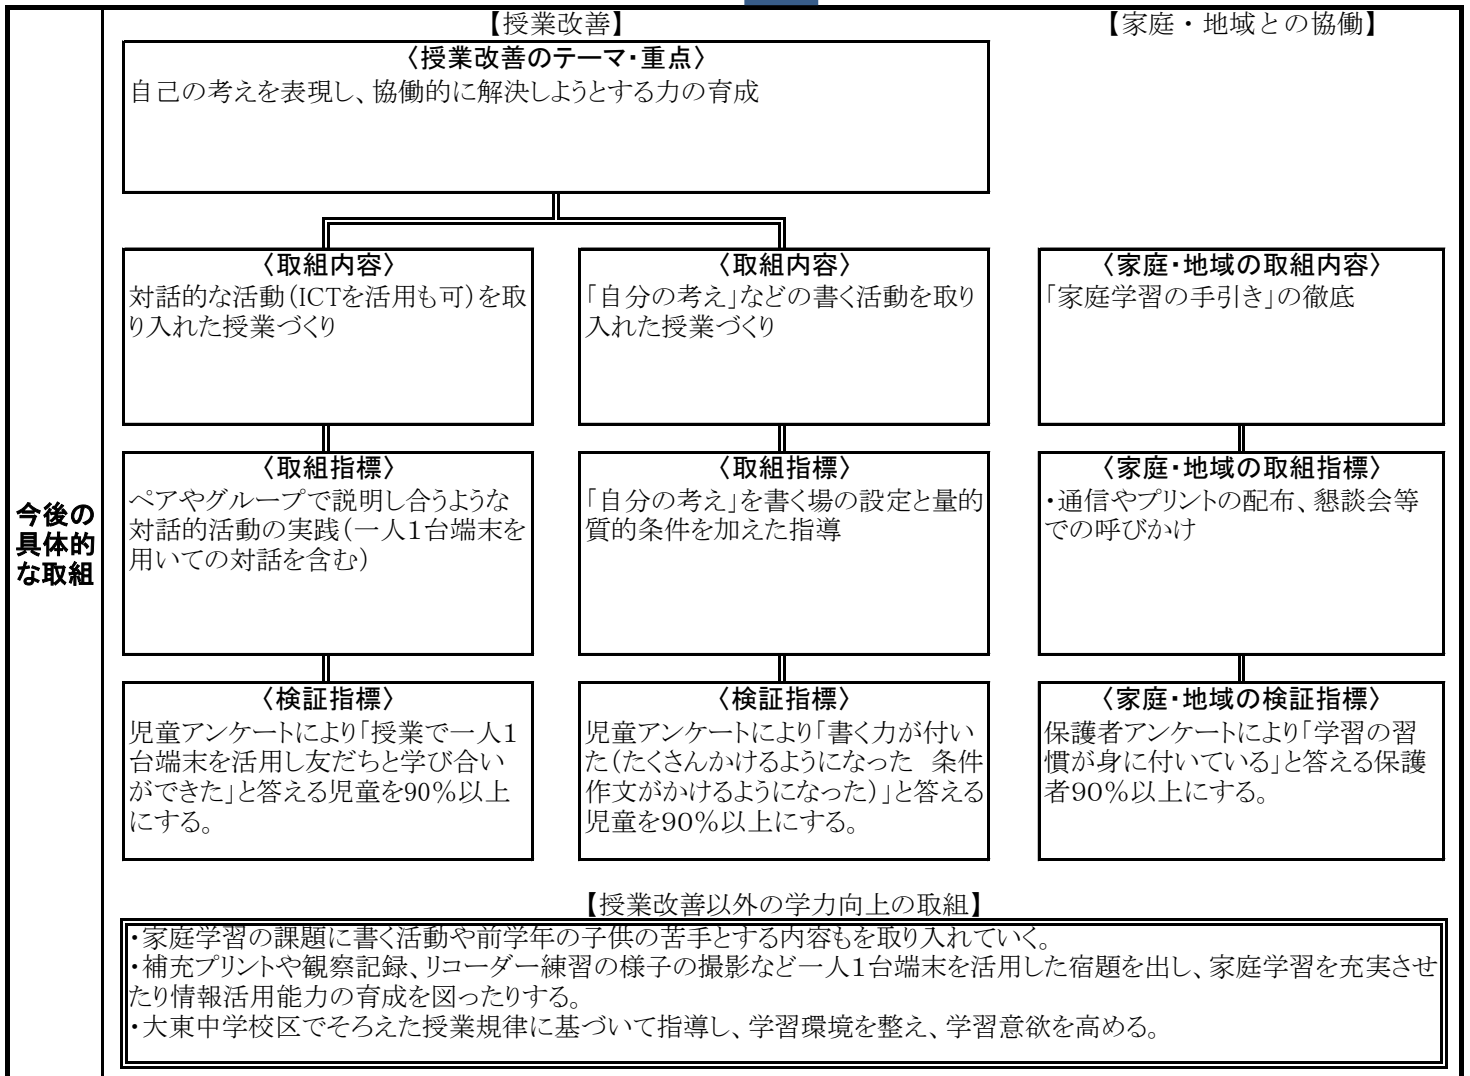 【授業改善】
【家庭・地域との協働】
〈授業改善のテーマ・重点〉
自己の考えを表現し、協働的に解決しようとする力の育成
〈取組内容〉
対話的な活動(ICTを活用も可)を取
り入れた授業づくり
〈取組内容〉
「自分の考え」などの書く活動を取り
入れた授業づくり
〈家庭・地域の取組内容〉
「家庭学習の手引き」の徹底
今後の
具体的
な取組
〈取組指標〉
ペアやグループで説明し合うような
対話的活動の実践(一人1台端末を
用いての対話を含む)
〈取組指標〉
「自分の考え」を書く場の設定と量的
質的条件を加えた指導
〈家庭・地域の取組指標〉
・通信やプリントの配布、懇談会等
での呼びかけ
〈検証指標〉
児童アンケートにより「授業で一人1
台端末を活用し友だちと学び合い
ができた」と答える児童を90%以上
にする。
〈検証指標〉
児童アンケートにより「書く力が付い
た(たくさんかけるようになった　条件
作文がかけるようになった)」と答える
児童を90%以上にする。
〈家庭・地域の検証指標〉
保護者アンケートにより「学習の習
慣が身に付いている」と答える保護
者90%以上にする。
【授業改善以外の学力向上の取組】
・家庭学習の課題に書く活動や前学年の子供の苦手とする内容もを取り入れていく。
・補充プリントや観察記録、リコーダー練習の様子の撮影など一人1台端末を活用した宿題を出し、家庭学習を充実させ
たり情報活用能力の育成を図ったりする。
・大東中学校区でそろえた授業規律に基づいて指導し、学習環境を整え、学習意欲を高める。